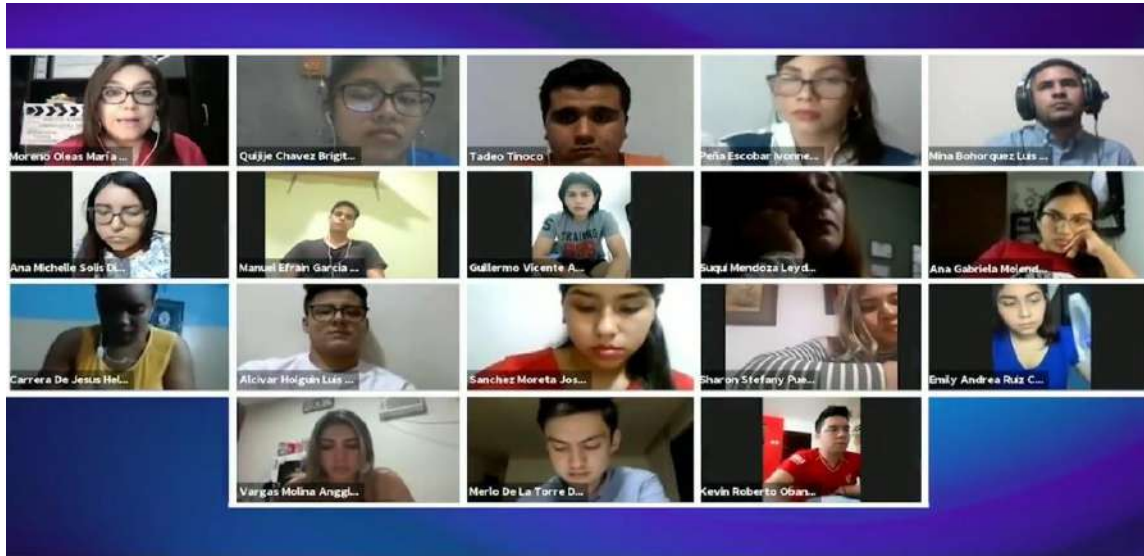 Moreno Oleas María ...
Quijije Chavez Brigit...
Tadeo Tinoco
Peña Escobar Ivonne...
Mina Bohorquez Luis ...
Ana Michelle Solis Di...
Manuel Efrain Garcia ...
Guillermo Vicente A...
TRAINING
Suqui Mendoza Leyd...
Ana Gabriela Melend...
Carrera De Jesus Hel...
Alcivar Holguin Luis ...
Sanchez Moreta Jos...
Sharon Stefany Pue...
Emily Andrea Ruiz C...
Vargas Molina Anggi...
Merlo De La Torre D...
Kevin Roberto Oban...